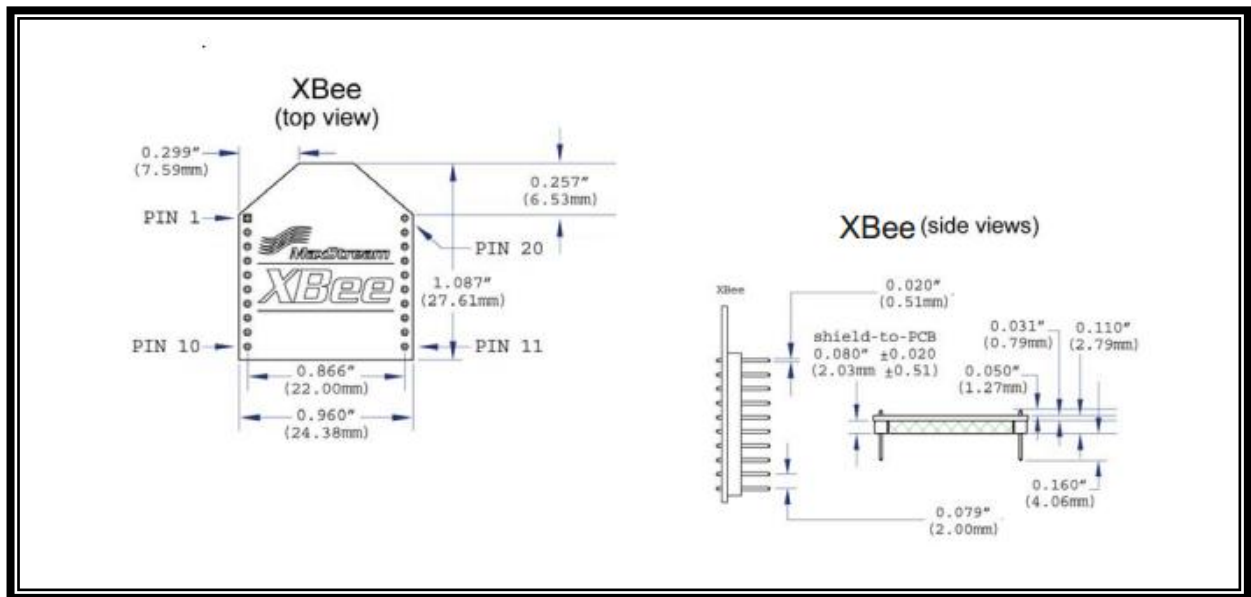 XBee
(top view)
0.299"
(7.59mm)
0.257"
(6.53mm)
PIN 1
MaxStream
PIN 20
XBee
1.087"
(27.61mm)
PIN 10
PIN 11
0.866"
(22.00mm)
0.960"
(24.38mm)
XBee (side views)
XBee
0.020"
(0.51mm)
shield-to-PCB
0.080" ±0.020
(2.03mm ±0.51)
0.031"
(0.79mm)
0.110"
(2.79mm)
0.050"
(1.27mm)
0.160"
(4.06mm)
0.079"
(2.00mm)